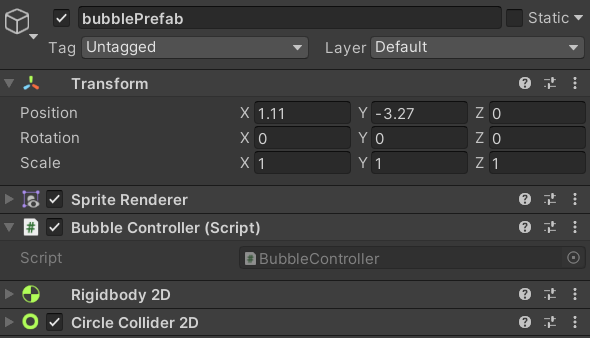 bubblePrefab Static
Tag Untagged Layer Default
Transform
Position X 1.11 Y -3.27 Z 0
Rotation X 0 Y 0 Z 0
Scale X 1 Y 1 Z 1
Sprite Renderer
# Bubble Controller (Script)
Script # BubbleController
Rigidbody 2D
Circle Collider 2D